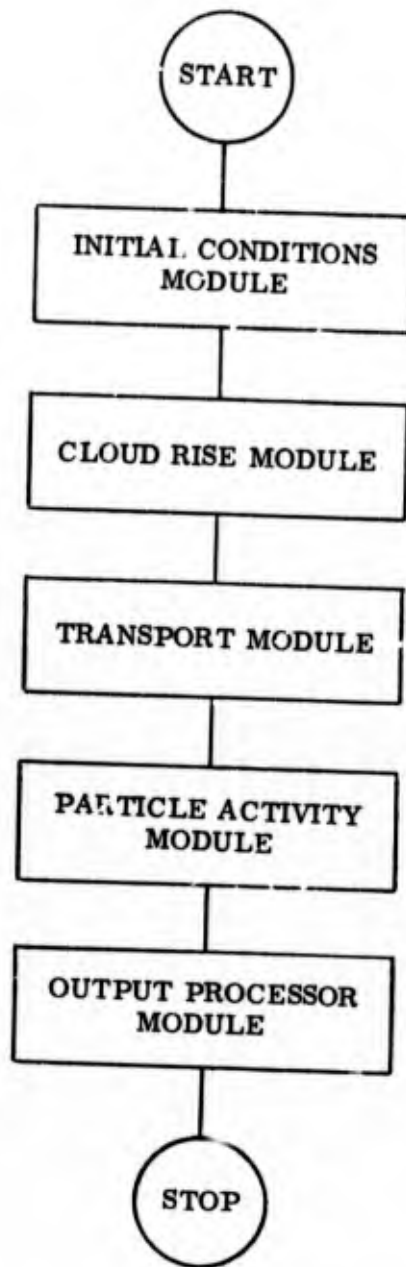 START
INITIAL CONDITIONS
MODULE
CLOUD RISE MODULE
TRANSPORT MODULE
PARTICLE ACTIVITY
MODULE
OUTPUT PROCESSOR
MODULE
STOP